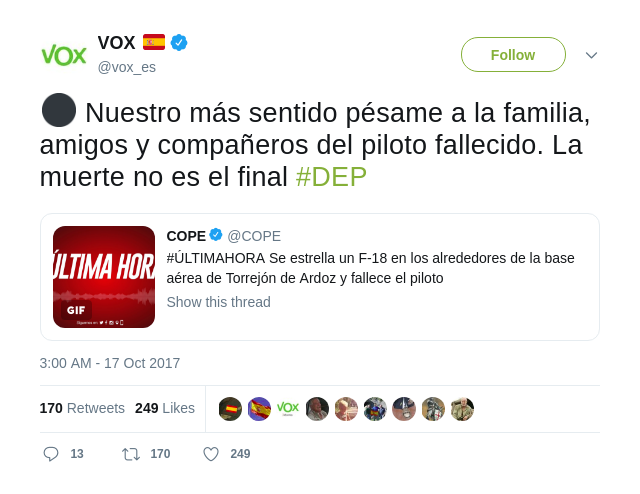 VOX
VOX
@vox_es
Follow
Nuestro más sentido pésame a la familia,
amigos y compañeros del piloto fallecido. La
muerte no es el final #DEP
ÚLTIMA HORA
GIF
COPE @COPE
#ÚLTIMAHORA Se estrella un F-18 en los alrededores de la base
aérea de Torrejón de Ardoz y fallece el piloto
Show this thread
3:00 AM - 17 Oct 2017
170 Retweets 249 Likes
VOX
13 170 249